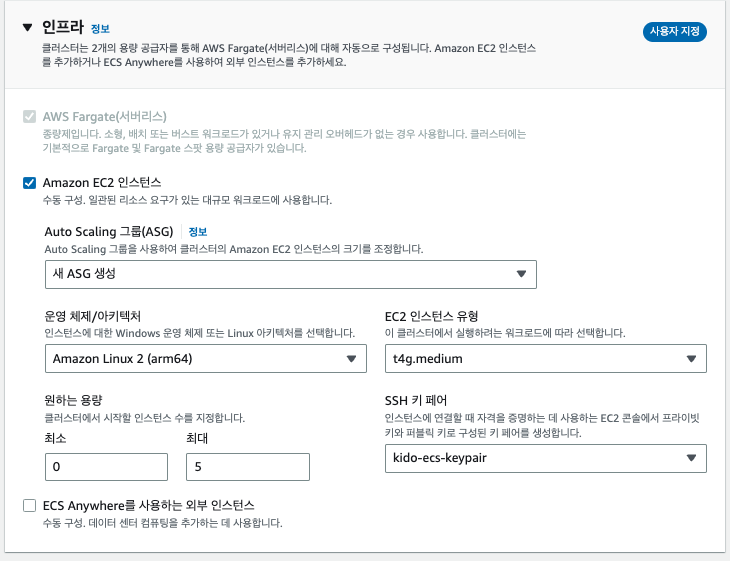 인프라 정보
클러스터는 2개의 용량 공급자를 통해 AWS Fargate(서버리스)에 대해 자동으로 구성됩니다. Amazon EC2 인스턴스
를 추가하거나 ECS Anywhere를 사용하여 외부 인스턴스를 추가하세요.
사용자 지정
AWS Fargate(서버리스)
종량제입니다. 소형, 배치 또는 버스트 워크로드가 있거나 유지 관리 오버헤드가 없는 경우 사용합니다. 클러스터에는
기본적으로 Fargate 및 Fargate 스팟 용량 공급자가 있습니다.
Amazon EC2 인스턴스
수동 구성. 일관된 리소스 요구가 있는 대규모 워크로드에 사용합니다.
Auto Scaling 그룹(ASG) 정보
Auto Scaling 그룹을 사용하여 클러스터의 Amazon EC2 인스턴스의 크기를 조정합니다.
새 ASG 생성
운영 체제/아키텍처
인스턴스에 대한 Windows 운영 체제 또는 Linux 아키텍처를 선택합니다.
Amazon Linux 2 (arm64)
EC2 인스턴스 유형
이 클러스터에서 실행하려는 워크로드에 따라 선택합니다.
t4g.medium
원하는 용량
클러스터에서 시작할 인스턴스 수를 지정합니다.
최소
최대
0
5
SSH 키 페어
인스턴스에 연결할 때 자격을 증명하는 데 사용하는 EC2 콘솔에서 프라이빗
키와 퍼블릭 키로 구성된 키 페어를 생성합니다.
kido-ecs-keypair
ECS Anywhere를 사용하는 외부 인스턴스
수동 구성. 데이터 센터 컴퓨팅을 추가하는 데 사용합니다.